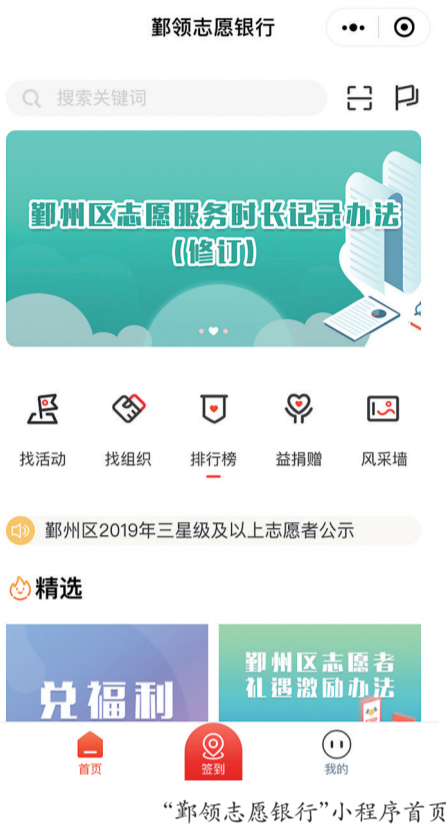 鄞领志愿银行
搜索关键词
鄞州区志愿服务时长记录办法
(修订)
找活动 找组织 排行榜 益捐赠 风采墙
鄞州区2019年三星级及以上志愿者公示
精选
兑福利
鄞州区志愿者
礼遇激励办法
首页 签到 我的
“鄞领志愿银行”小程序首页